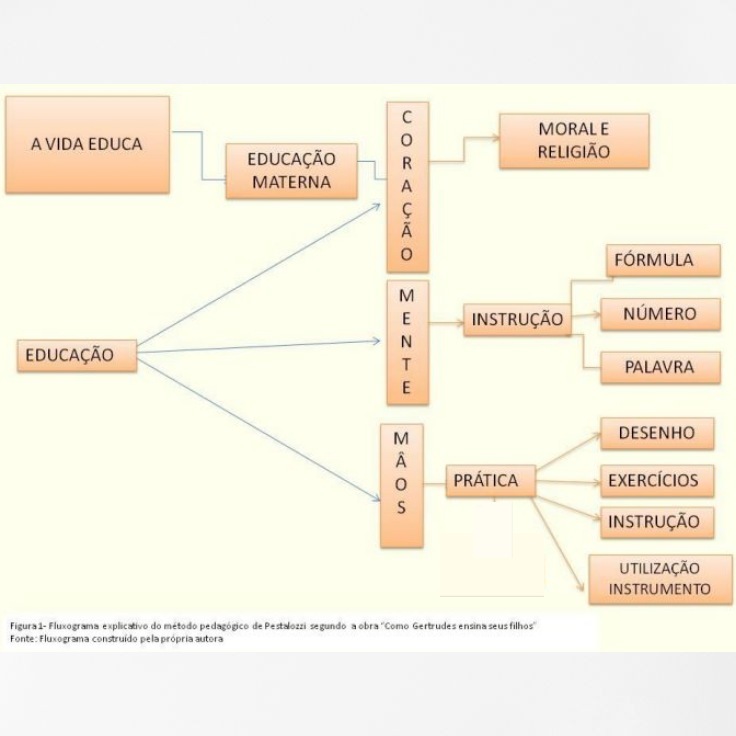 A VIDA EDUCA
EDUCAÇÃO
MATERNA
CORAÇÃO
MORAL E
RELIGIÃO
EDUCAÇÃO
MENTE
INSTRUÇÃO
FÓRMULA
NÚMERO
PALAVRA
MÂOS
PRÁTICA
DESENHO
EXERCÍCIOS
INSTRUÇÃO
UTILIZAÇÃO
INSTRUMENTO
Figura 1- Fluxograma explicativo do método pedagógico de Pestalozzi segundo a obra "Como Gertrudes ensina seus filhos"
Fonte: Fluxograma construído pela própria autora